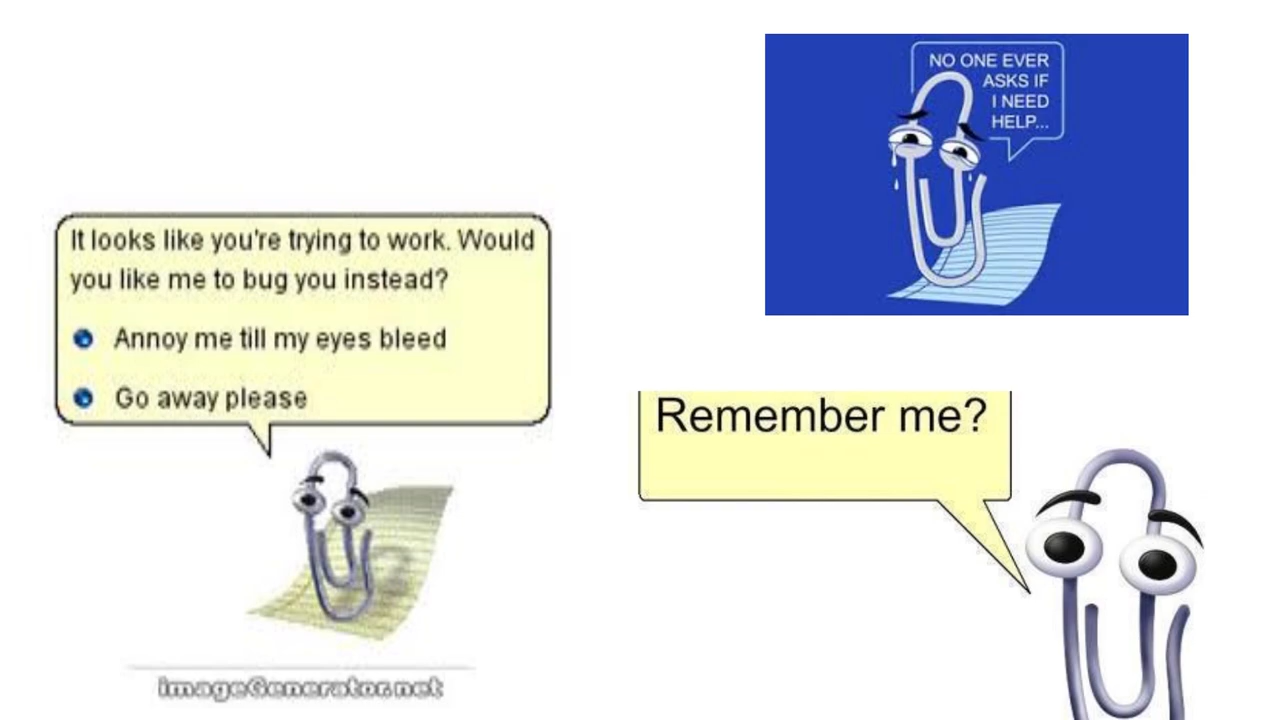 NO ONE EVER
ASKS IF
I NEED
HELP...
It looks like you're trying to work. Would
you like me to bug you instead?
Annoy me till my eyes bleed
Go away please
Remember me?
imageGenerator.net